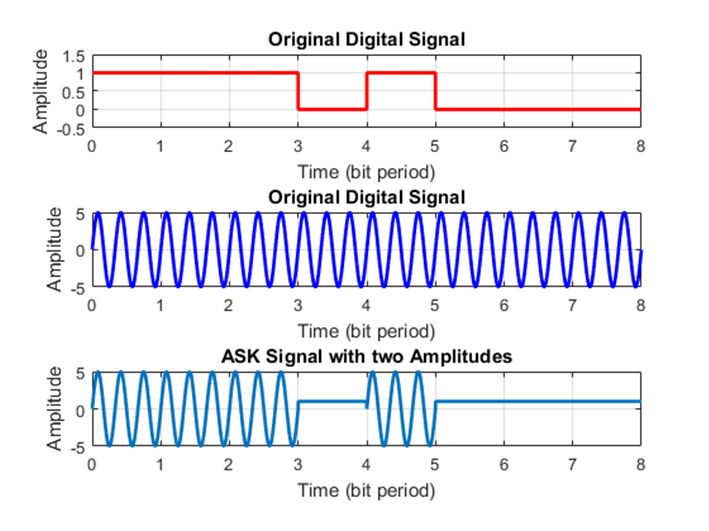 Original Digital Signal
Amplitude
1.5
1
0.5
0
-0.5
0 1 2 3 4 5 6 7 8
Time (bit period)
Original Digital Signal
Amplitude
5
0
-5
0 1 2 3 4 5 6 7 8
Time (bit period)
ASK Signal with two Amplitudes
Amplitude
5
0
-5
0 1 2 3 4 5 6 7 8
Time (bit period)